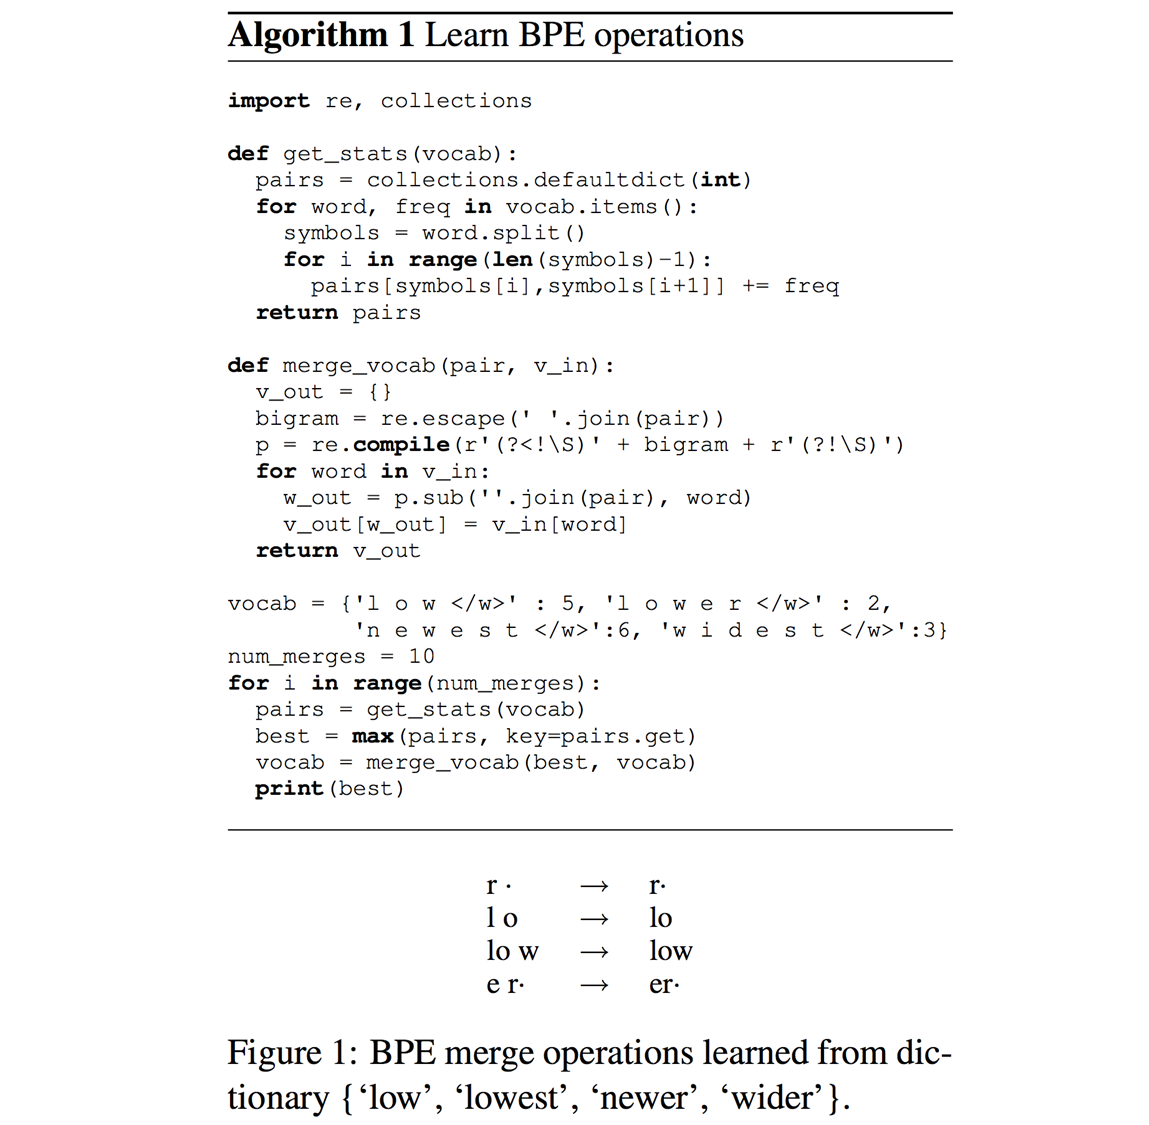 Algorithm 1 Learn BPE operations
import re, collections
def get_stats(vocab):
  pairs = collections.defaultdict(int)
  for word, freq in vocab.items():
    symbols = word.split()
    for i in range(len(symbols)-1):
      pairs[symbols[i],symbols[i+1]] += freq
  return pairs
def merge_vocab(pair, v_in):
  v_out = {}
  bigram = re.escape(' '.join(pair))
  p = re.compile(r'(?<!\S)' + bigram + r'(?!\S)')
  for word in v_in:
    w_out = p.sub(''.join(pair), word)
    v_out[w_out] = v_in[word]
  return v_out
vocab = {'l o w </w>' : 5, 'l o w e r </w>' : 2,
         'n e w e s t </w>':6, 'w i d e s t </w>':3}
num_merges = 10
for i in range(num_merges):
  pairs = get_stats(vocab)
  best = max(pairs, key=pairs.get)
  vocab = merge_vocab(best, vocab)
  print(best)
r · → r·
l o → lo
lo w → low
e r· → er·
Figure 1: BPE merge operations learned from dic-
tionary {‘low’, ‘lowest’, ‘newer’, ‘wider’}.